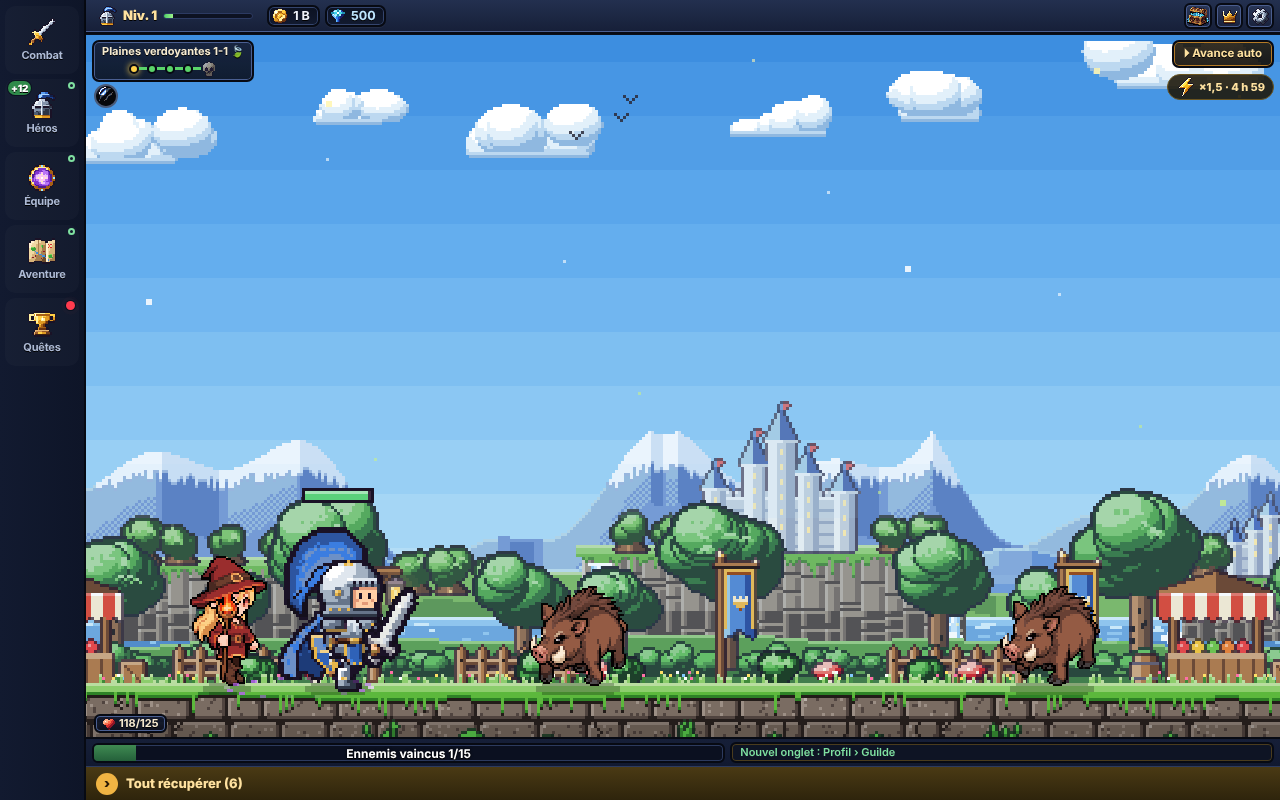 Combat
+12
Héros
Équipe
Aventure
Quêtes
Niv. 1
1 B
500
Plaines verdoyantes 1-1
Avance auto
×1,5 · 4 h 59
118/125
Ennemis vaincus 1/15
Nouvel onglet : Profil › Guilde
Tout récupérer (6)